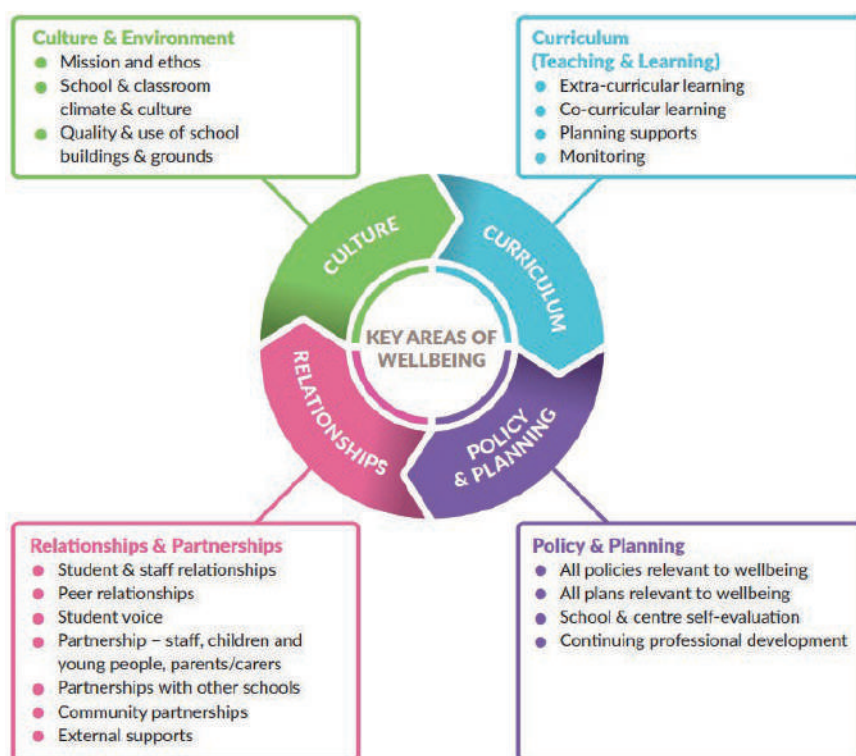 Culture & Environment
Mission and ethos
School & classroom
climate & culture
Quality & use of school
buildings & grounds
Curriculum
(Teaching & Learning)
Extra-curricular learning
Co-curricular learning
Planning supports
Monitoring
CULTURE
CURRICULUM
KEY AREAS OF
WELLBEING
RELATIONSHIPS
POLICY
& PLANNING
Relationships & Partnerships
Student & staff relationships
Peer relationships
Student voice
Partnership – staff, children and
young people, parents/carers
Partnerships with other schools
Community partnerships
External supports
Policy & Planning
All policies relevant to wellbeing
All plans relevant to wellbeing
School & centre self-evaluation
Continuing professional development